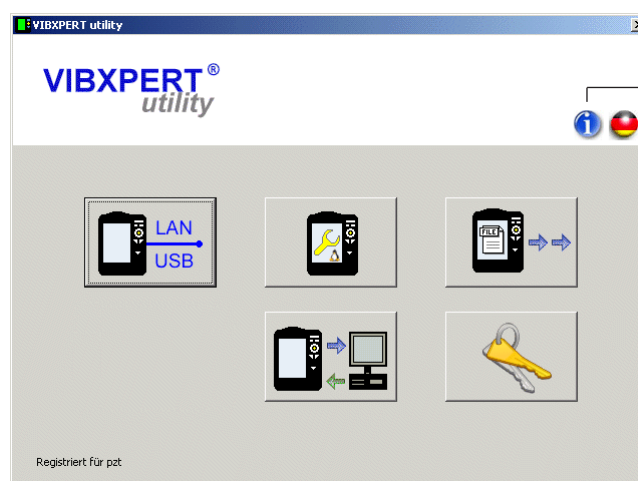 VIBXPERT utility
VIBXPERT®
utility
i
LAN
USB
FILE
Registriert für pzt